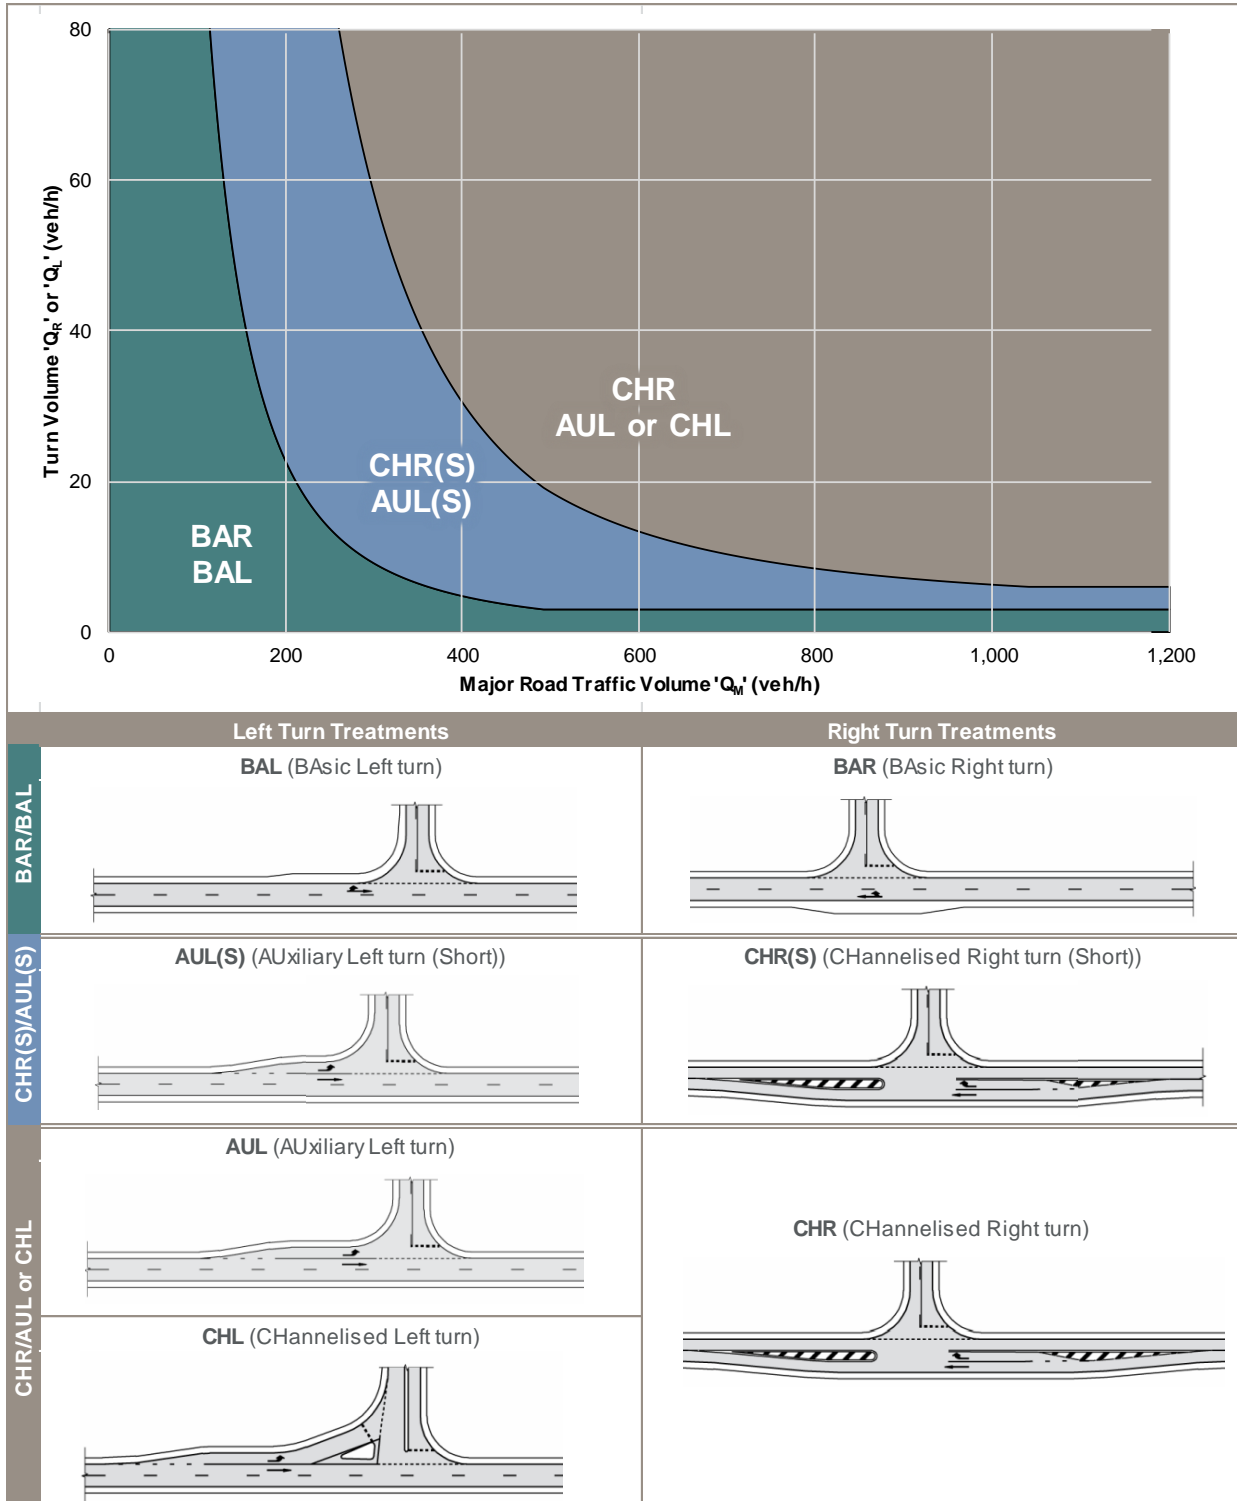 80
60
40
20
0
Turn Volume 'QR' or 'QL' (veh/h)
CHR
AUL or CHL
CHR(S)
AUL(S)
BAR
BAL
0 200 400 600 800 1,000 1,200
Major Road Traffic Volume 'QM' (veh/h)
Left Turn Treatments Right Turn Treatments
BAR/BAL
BAL (BAsic Left turn)
BAR (BAsic Right turn)
CHR(S)/AUL(S)
AUL(S) (AUxiliary Left turn (Short))
CHR(S) (CHannelised Right turn (Short))
CHR/AUL or CHL
AUL (AUxiliary Left turn)
CHR (CHannelised Right turn)
CHL (CHannelised Left turn)